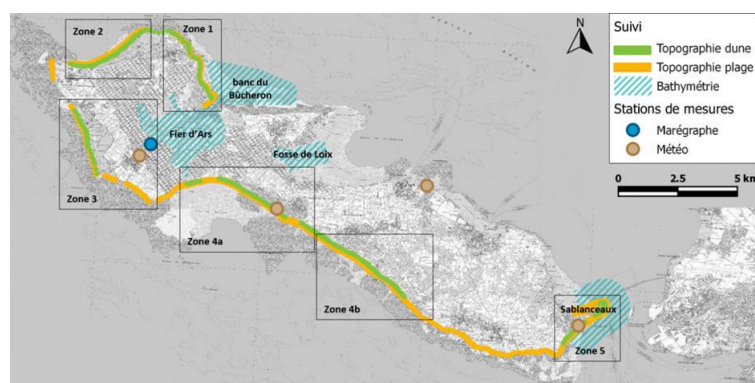 Zone 2
Zone 1
banc du
Bûcheron
Fier d'Ars
Fosse de Loix
Zone 3
Zone 4a
Zone 4b
Sablanceaux
Zone 5
N
Suivi
Topographie dune
Topographie plage
Bathymétrie
Stations de mesures
Marégraphe
Météo
0 2.5 5 km